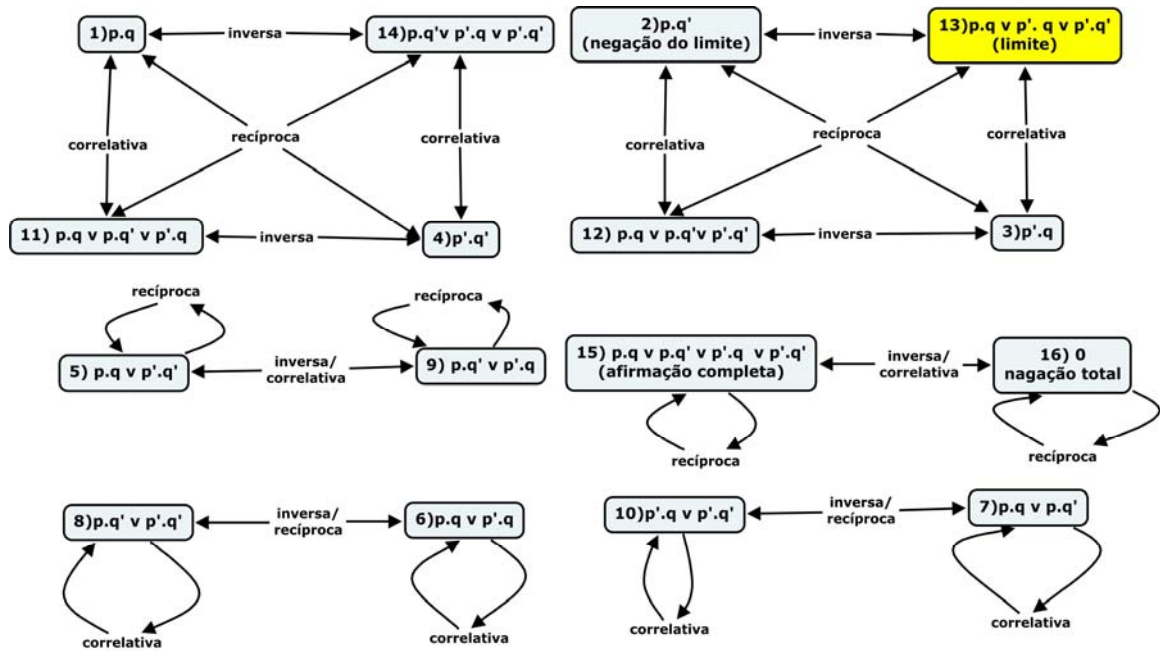 1)p.q
inversa
14)p.q'v p'.q v p'.q'
correlativa
recíproca
correlativa
11) p.q v p.q' v p'.q
inversa
4)p'.q'
2)p.q'
(negação do limite)
inversa
13)p.q v p'. q v p'.q'
(limite)
correlativa
recíproca
correlativa
12) p.q v p.q'v p'.q'
inversa
3)p'.q
recíproca
recíproca
5) p.q v p'.q'
inversa/
correlativa
9) p.q' v p'.q
15) p.q v p.q' v p'.q v p'.q'
(afirmação completa)
inversa/
correlativa
16) 0
nagação total
recíproca
recíproca
8)p.q' v p'.q'
inversa/
recíproca
6)p.q v p'.q
correlativa
correlativa
10)p'.q v p'.q'
inversa/
recíproca
7)p.q v p.q'
correlativa
correlativa